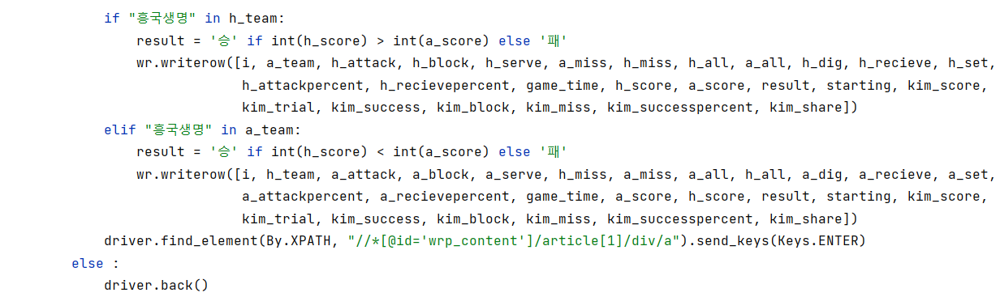 if "흥국생명" in h_team:
result = '승' if int(h_score) > int(a_score) else '패'
wr.writerow([i, a_team, h_attack, h_block, h_serve, a_miss, h_miss, h_all, a_all, h_dig, h_recieve, h_set,
h_attackpercent, h_recievepercent, game_time, h_score, a_score, result, starting, kim_score,
kim_trial, kim_success, kim_block, kim_miss, kim_successpercent, kim_share])
elif "흥국생명" in a_team:
result = '승' if int(h_score) < int(a_score) else '패'
wr.writerow([i, h_team, a_attack, a_block, a_serve, h_miss, a_miss, a_all, h_all, a_dig, a_recieve, a_set,
a_attackpercent, a_recievepercent, game_time, a_score, h_score, result, starting, kim_score,
kim_trial, kim_success, kim_block, kim_miss, kim_successpercent, kim_share])
driver.find_element(By.XPATH, "//*[@id='wrp_content']/article[1]/div/a").send_keys(Keys.ENTER)
else :
driver.back()